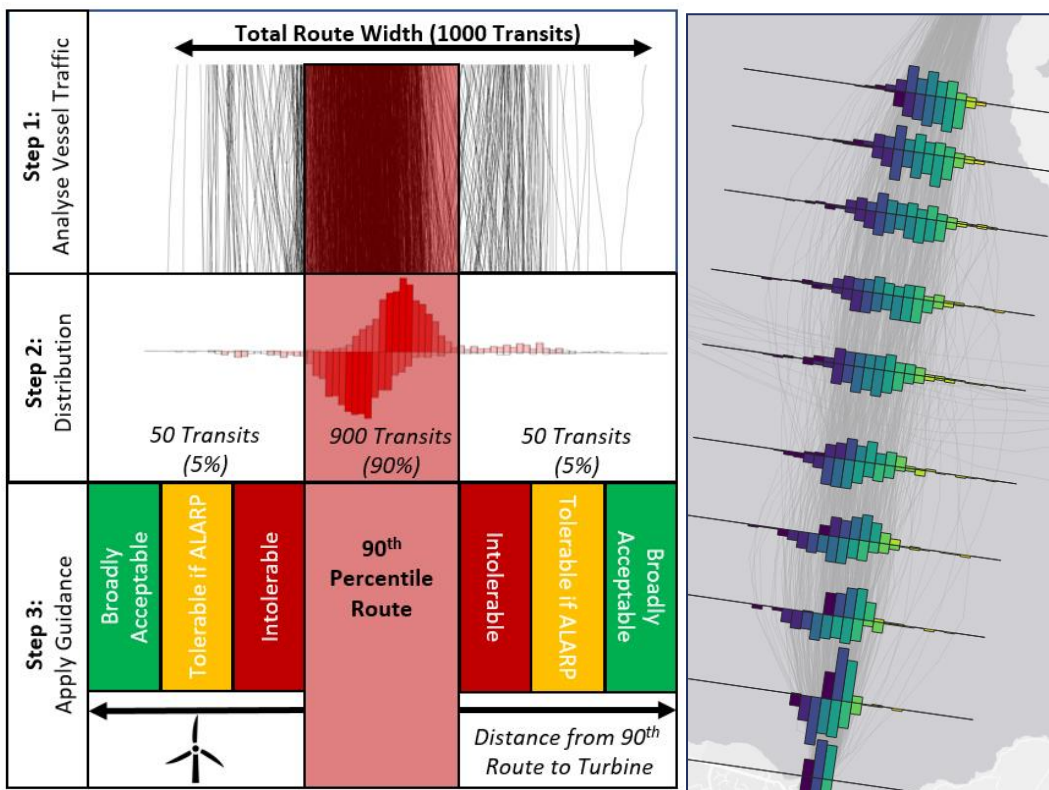 Total Route Width (1000 Transits)
Step 1:
Analyse Vessel Traffic
Step 2:
Distribution
50 Transits
(5%)
900 Transits
(90%)
50 Transits
(5%)
Step 3:
Apply Guidance
Broadly
Acceptable
Tolerable if ALARP
Intolerable
90th
Percentile
Route
Intolerable
Tolerable if ALARP
Broadly
Acceptable
Distance from 90th
Route to Turbine